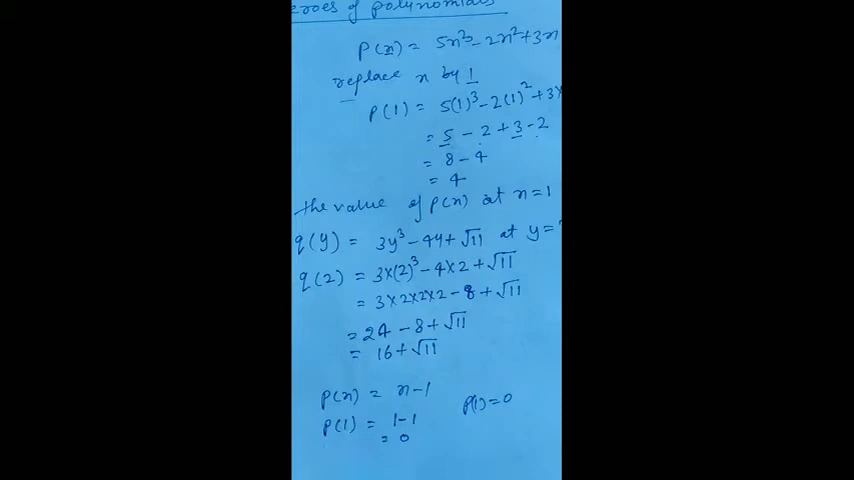 zeroes of polynomials
P(x) = 5x³ - 2x² + 3x
replace x by 1
P(1) = 5(1)³ - 2(1)² + 3×
= 5 - 2 + 3 - 2
= 8 - 4
= 4
the value of P(x) at x=1
q(y) = 3y³ - 4y + √11 at y =
q(2) = 3×(2)³ - 4×2 + √11
= 3×2×2×2 - 8 + √11
= 24 - 8 + √11
= 16 + √11
P(x) = x - 1
P(1) = 1-1 P(1) = 0
= 0